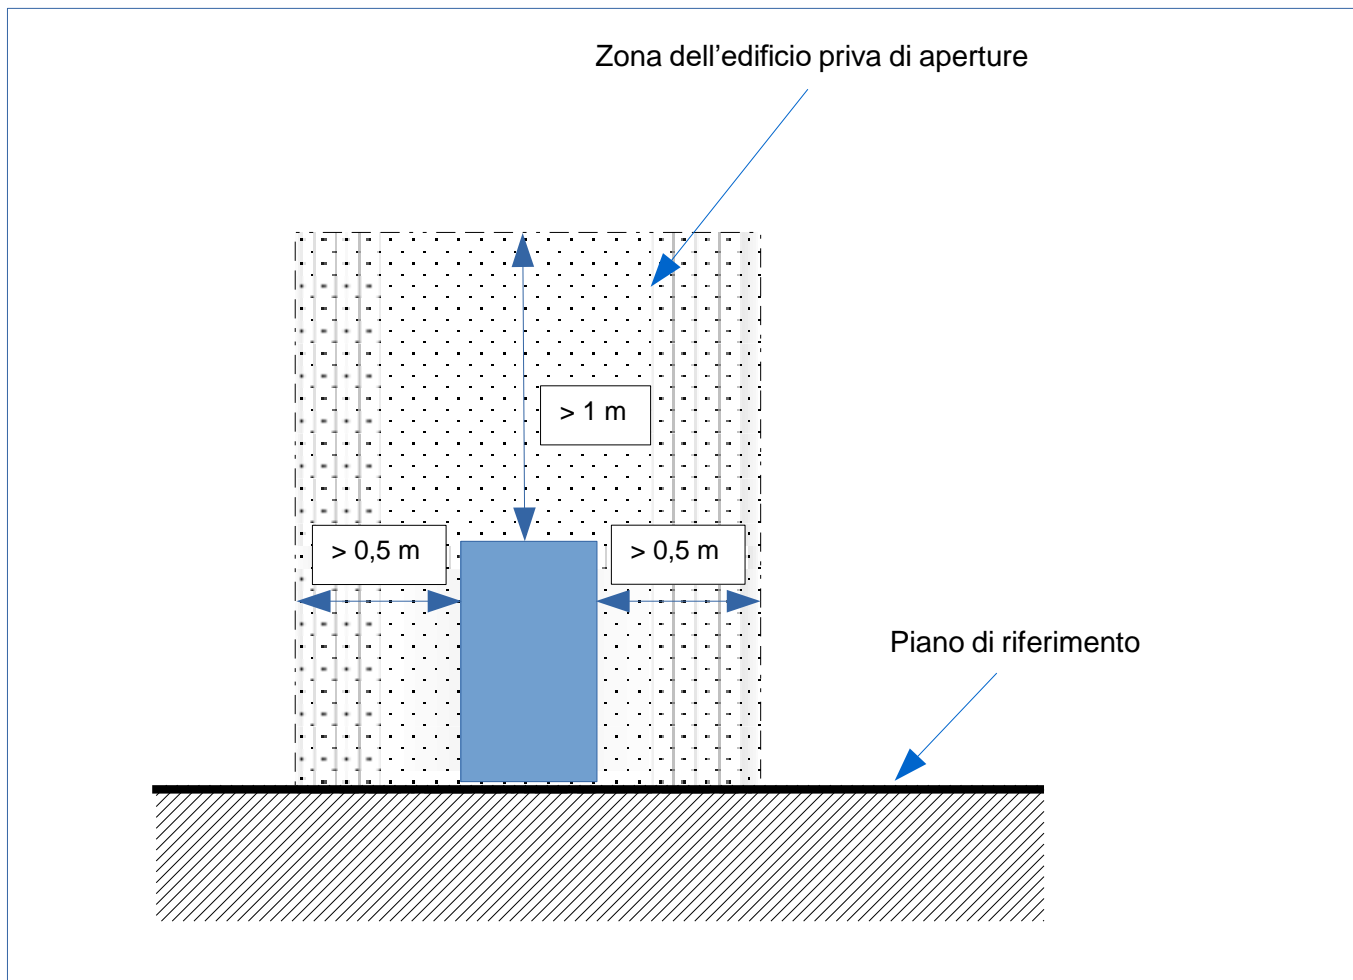 Zona dell’edificio priva di aperture
> 1 m
> 0,5 m
> 0,5 m
Piano di riferimento